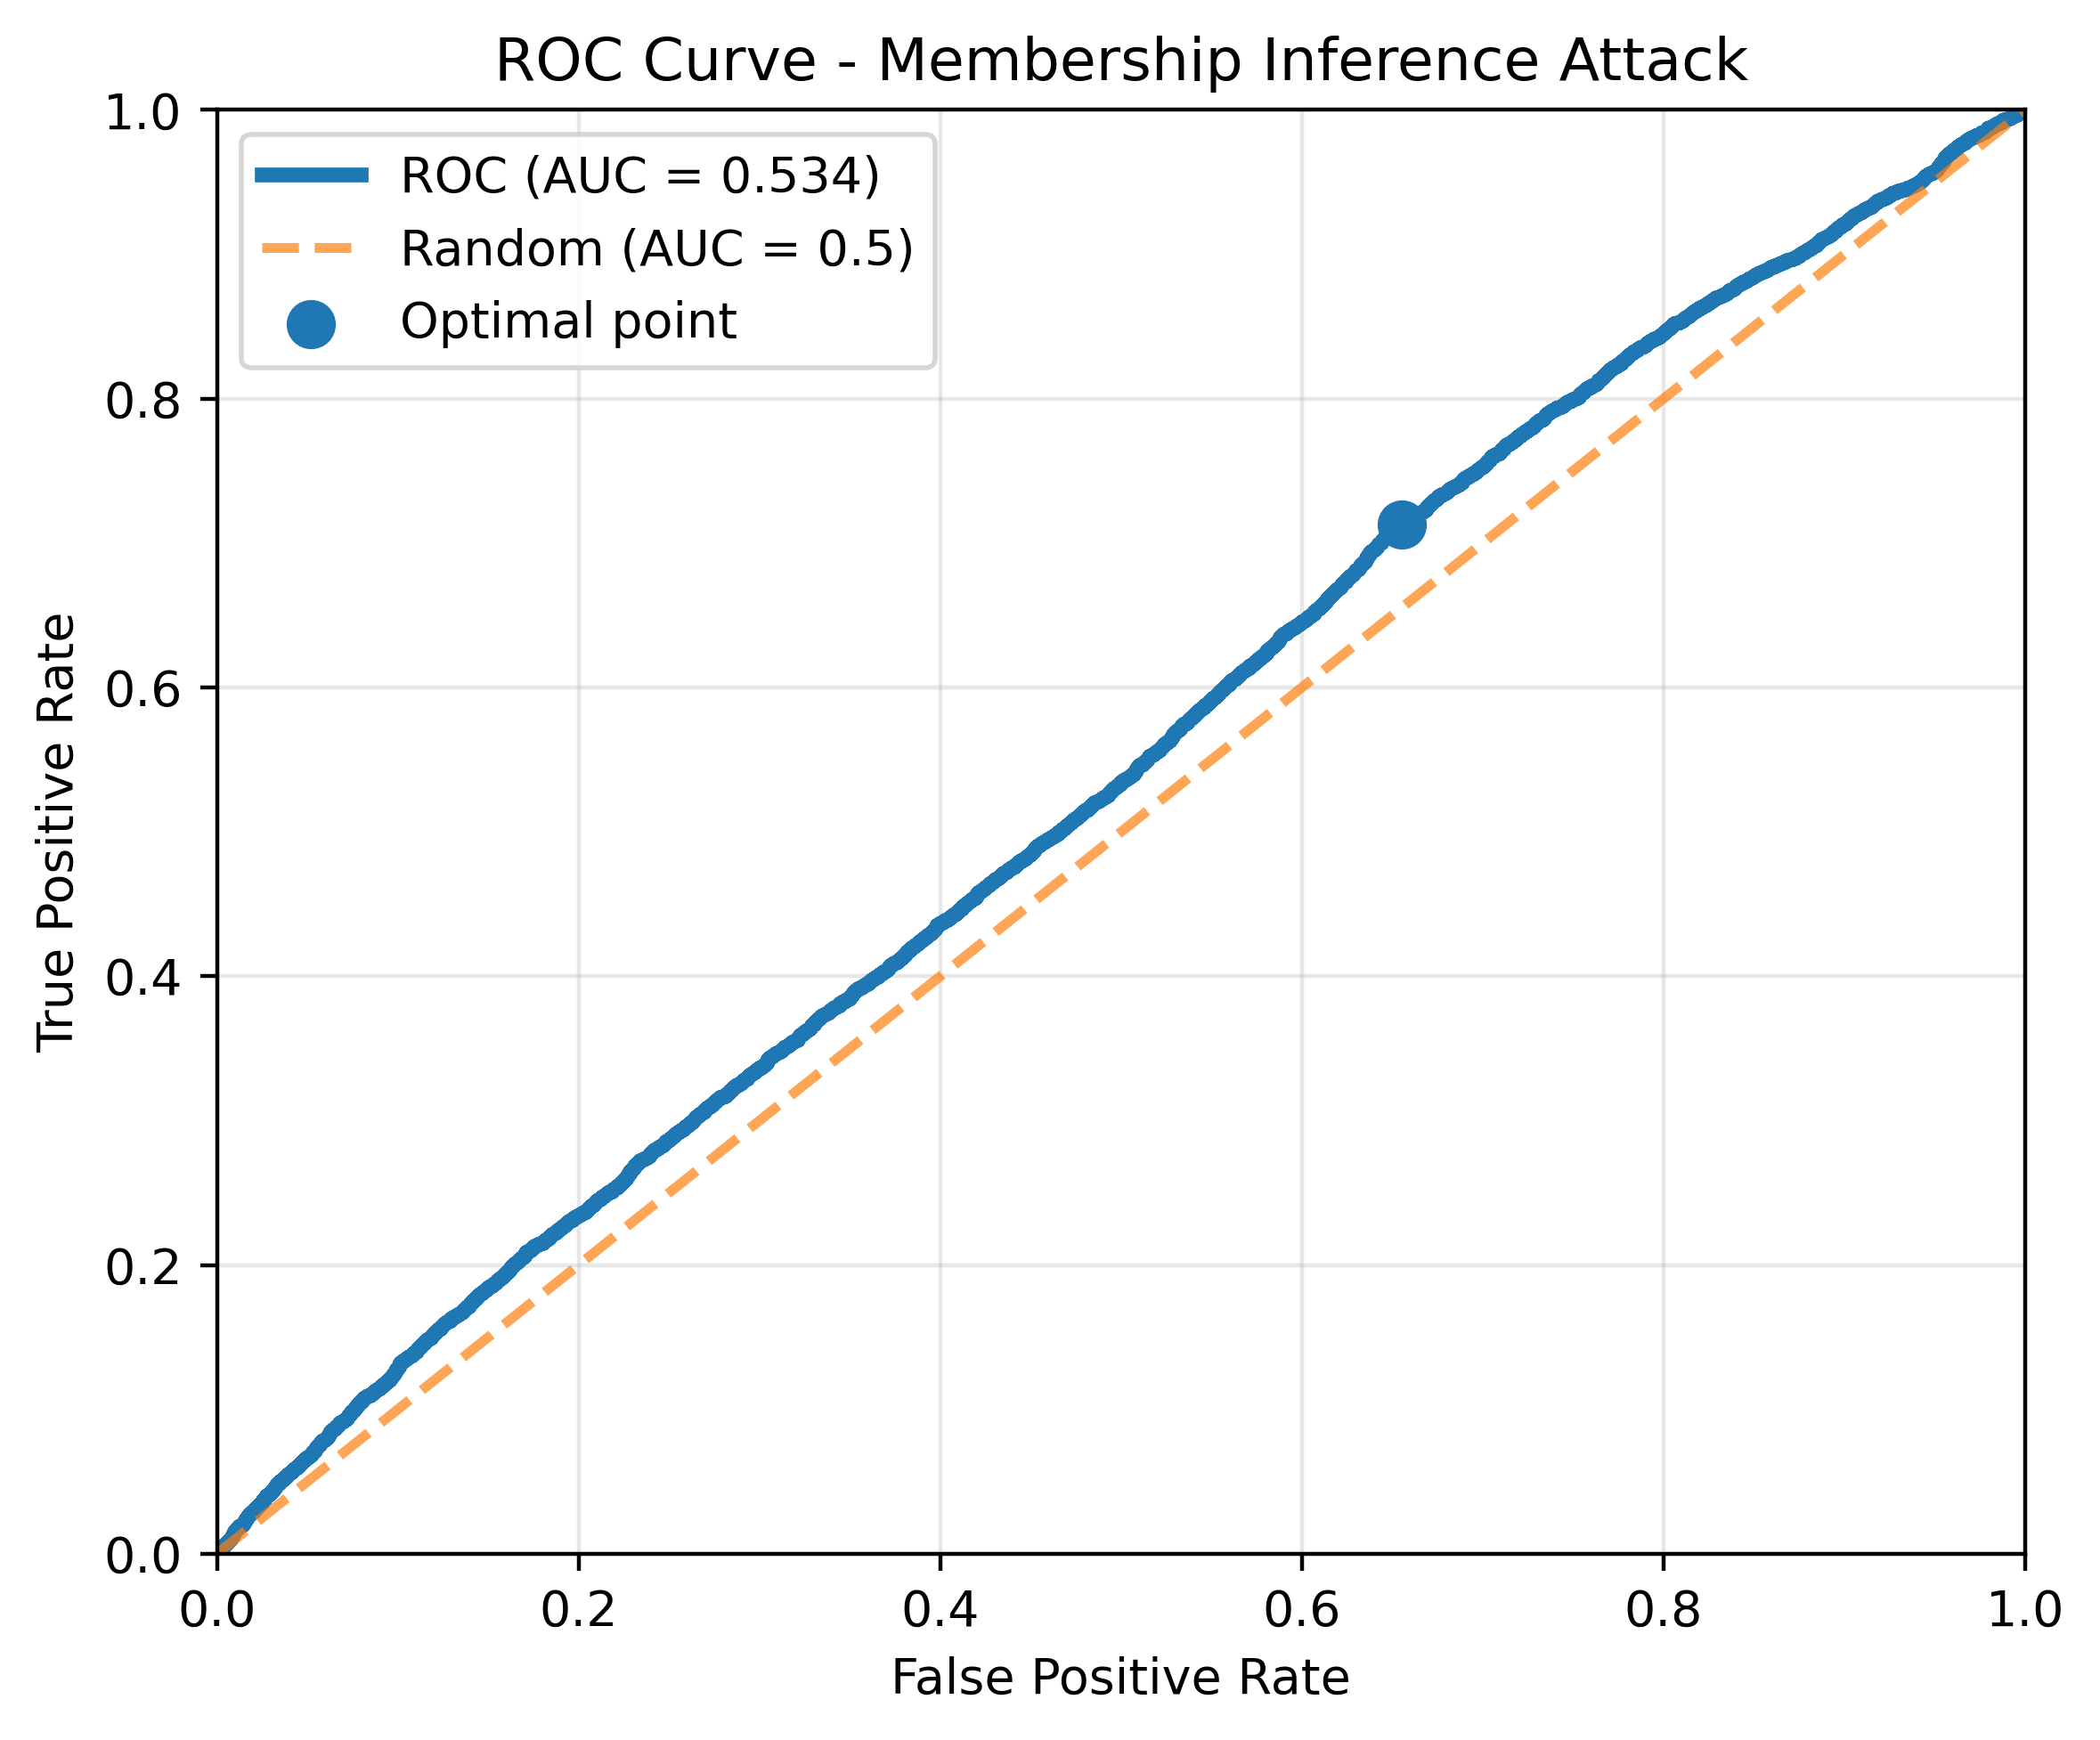 ROC Curve - Membership Inference Attack
ROC (AUC = 0.534)
Random (AUC = 0.5)
Optimal point
True Positive Rate
1.0
0.8
0.6
0.4
0.2
0.0
0.0 0.2 0.4 0.6 0.8 1.0
False Positive Rate